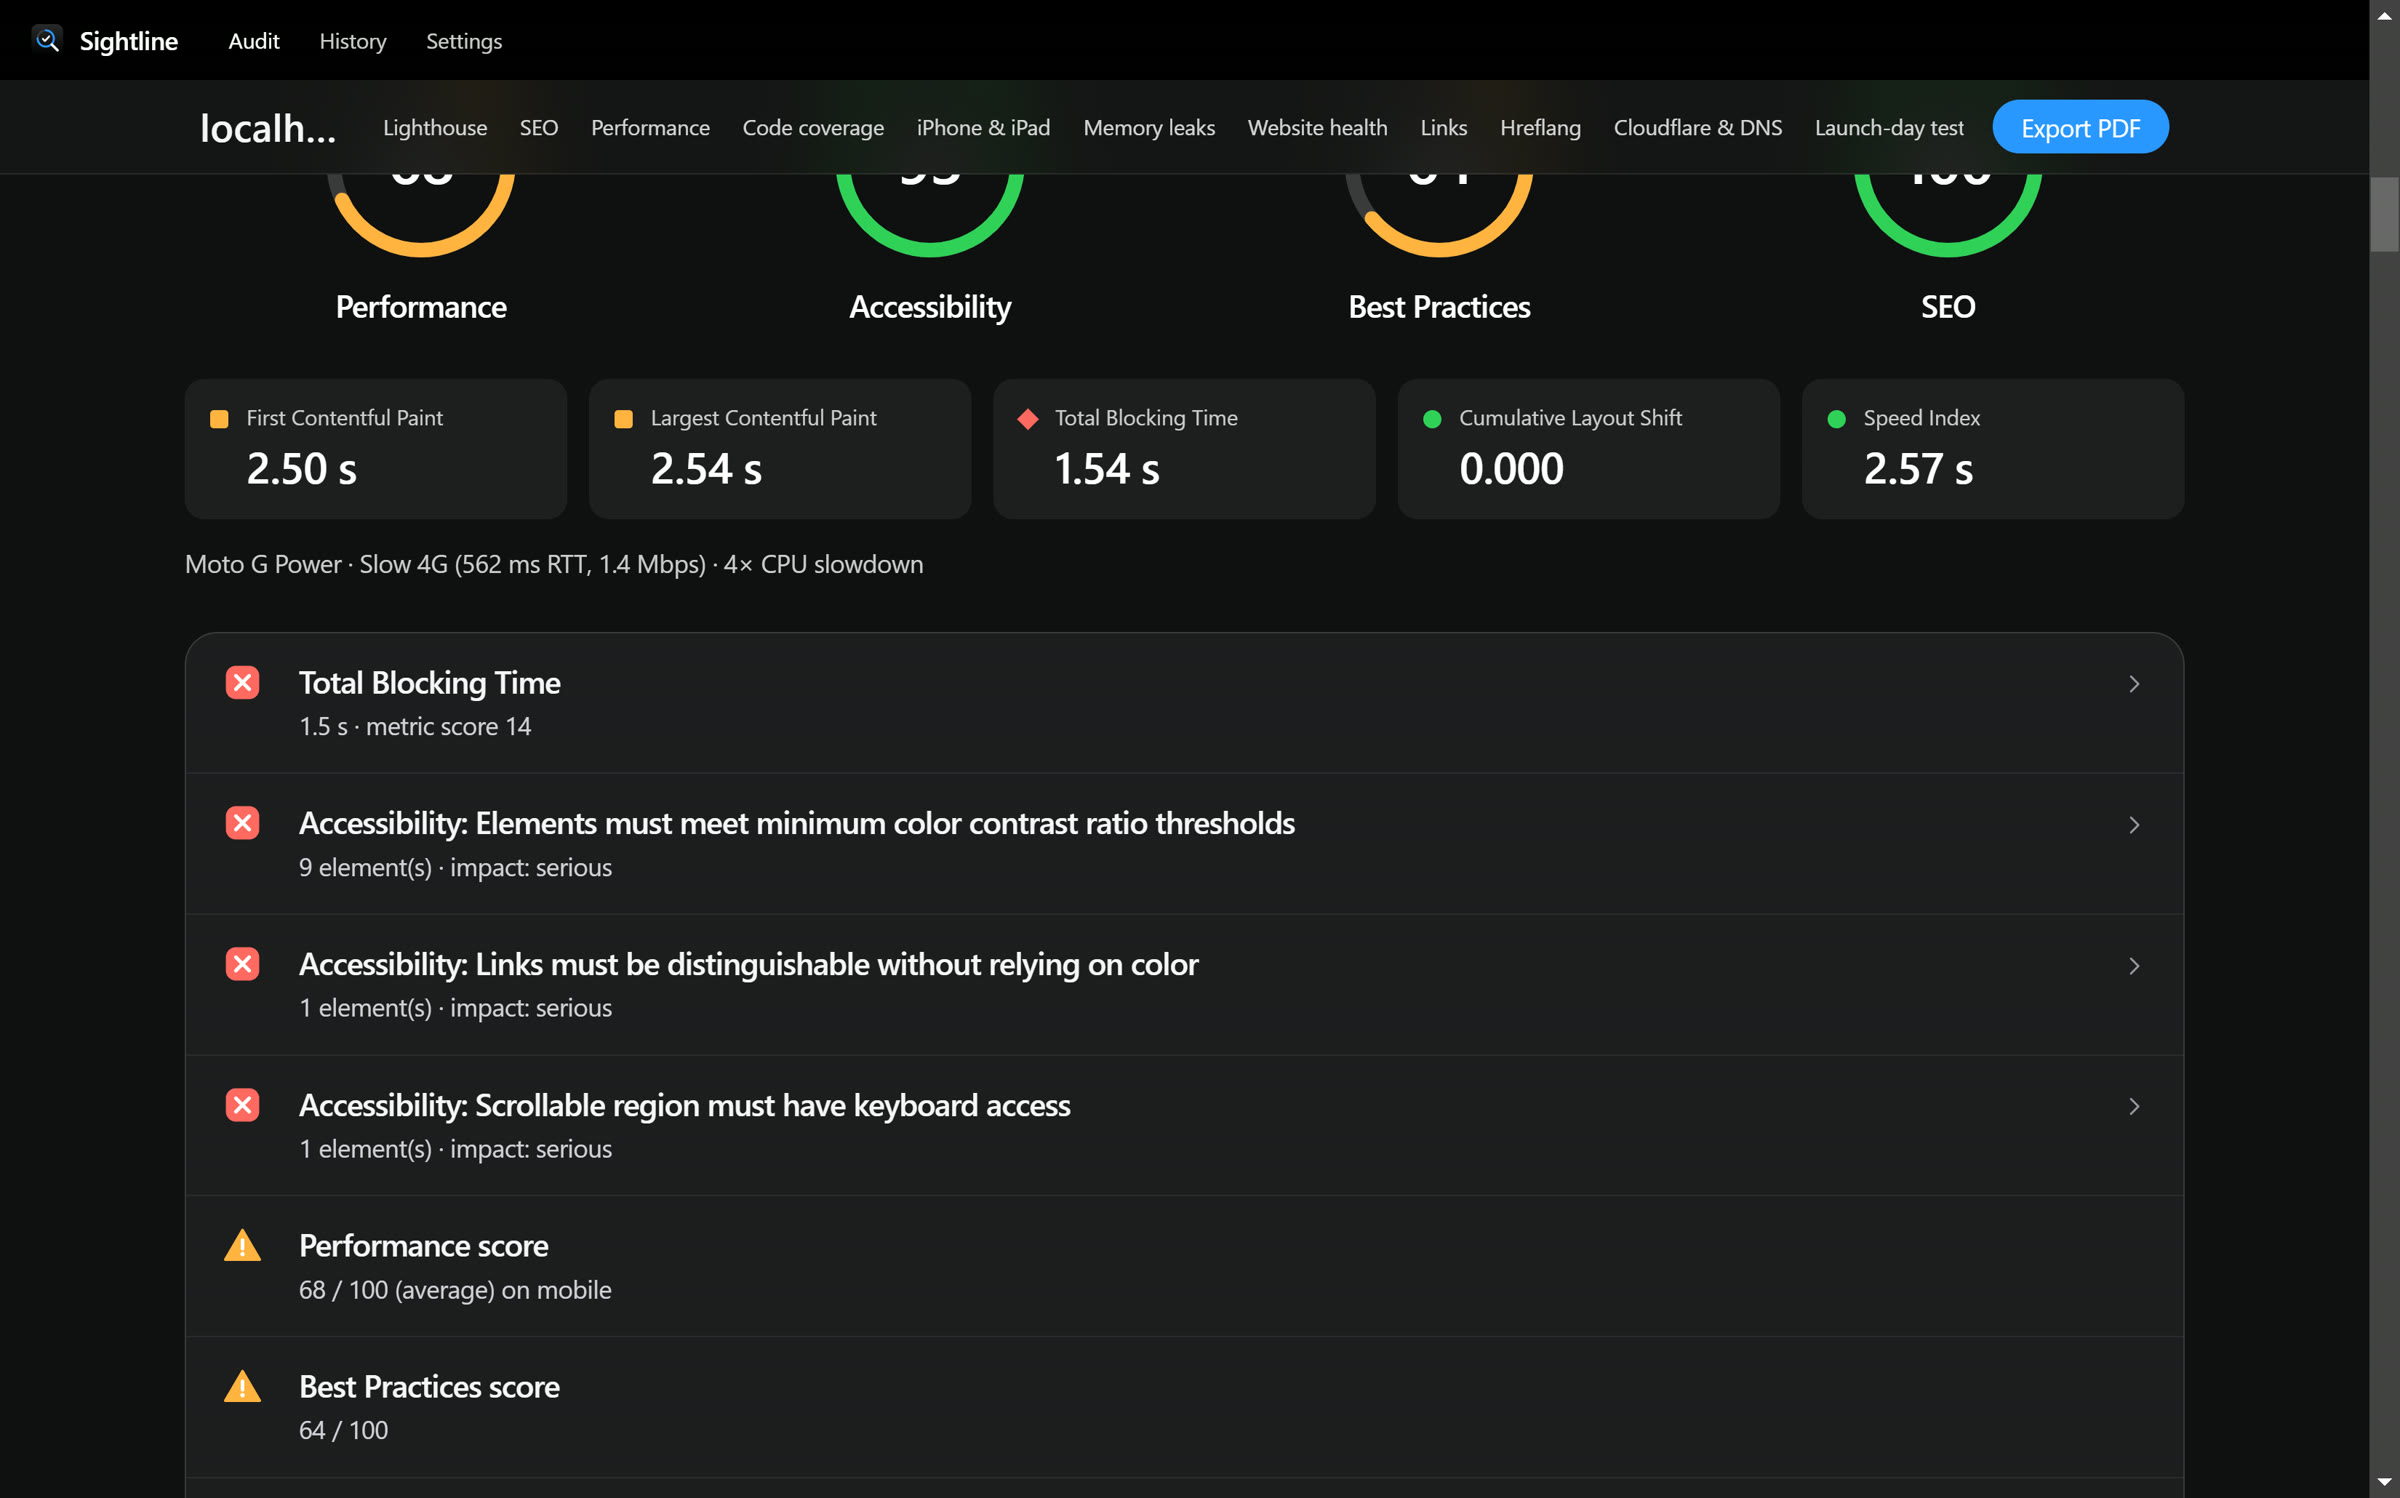 Sightline Audit History Settings
localh... Lighthouse SEO Performance Code coverage iPhone & iPad Memory leaks Website health Links Hreflang Cloudflare & DNS Launch-day test Export PDF
Performance Accessibility Best Practices SEO
First Contentful Paint
2.50 s
Largest Contentful Paint
2.54 s
Total Blocking Time
1.54 s
Cumulative Layout Shift
0.000
Speed Index
2.57 s
Moto G Power · Slow 4G (562 ms RTT, 1.4 Mbps) · 4× CPU slowdown
Total Blocking Time
1.5 s · metric score 14
Accessibility: Elements must meet minimum color contrast ratio thresholds
9 element(s) · impact: serious
Accessibility: Links must be distinguishable without relying on color
1 element(s) · impact: serious
Accessibility: Scrollable region must have keyboard access
1 element(s) · impact: serious
Performance score
68 / 100 (average) on mobile
Best Practices score
64 / 100